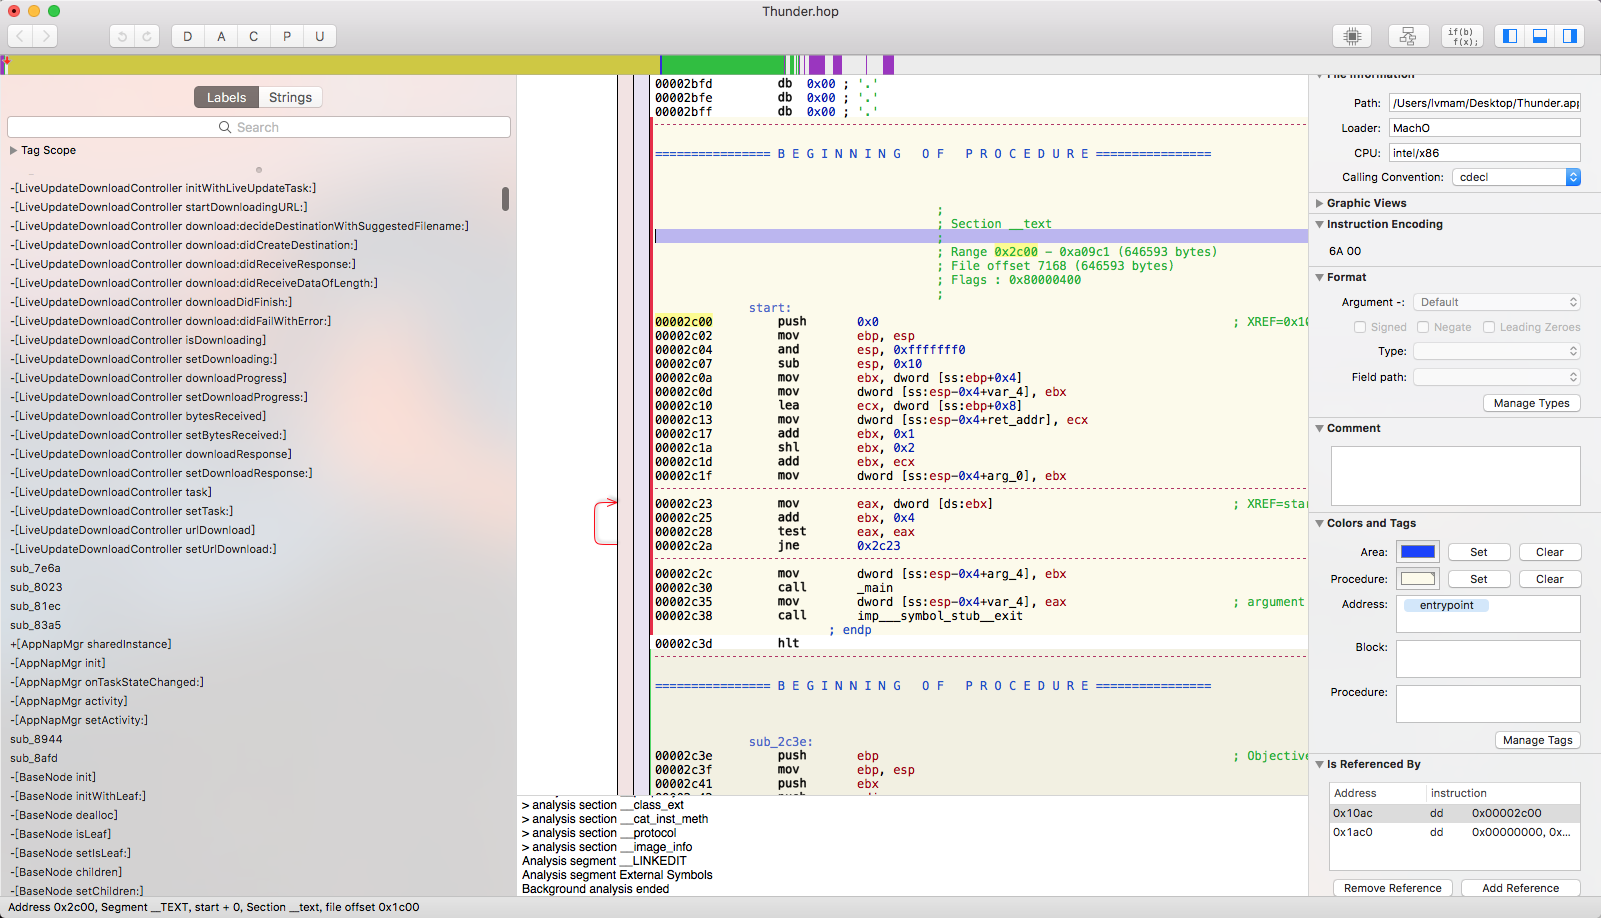 Thunder.hop
D A C P U
if(b)
f(x);
Labels Strings
Search
Tag Scope
-[LiveUpdateDownloadController initWithLiveUpdateTask:]
-[LiveUpdateDownloadController startDownloadingURL:]
-[LiveUpdateDownloadController download:decideDestinationWithSuggestedFilename:]
-[LiveUpdateDownloadController download:didCreateDestination:]
-[LiveUpdateDownloadController download:didReceiveResponse:]
-[LiveUpdateDownloadController download:didReceiveDataOfLength:]
-[LiveUpdateDownloadController downloadDidFinish:]
-[LiveUpdateDownloadController download:didFailWithError:]
-[LiveUpdateDownloadController isDownloading]
-[LiveUpdateDownloadController setDownloading:]
-[LiveUpdateDownloadController downloadProgress]
-[LiveUpdateDownloadController setDownloadProgress:]
-[LiveUpdateDownloadController bytesReceived]
-[LiveUpdateDownloadController setBytesReceived:]
-[LiveUpdateDownloadController downloadResponse]
-[LiveUpdateDownloadController setDownloadResponse:]
-[LiveUpdateDownloadController task]
-[LiveUpdateDownloadController setTask:]
-[LiveUpdateDownloadController urlDownload]
-[LiveUpdateDownloadController setUrlDownload:]
sub_7e6a
sub_8023
sub_81ec
sub_83a5
+[AppNapMgr sharedInstance]
-[AppNapMgr init]
-[AppNapMgr onTaskStateChanged:]
-[AppNapMgr activity]
-[AppNapMgr setActivity:]
sub_8944
sub_8afd
-[BaseNode init]
-[BaseNode initWithLeaf:]
-[BaseNode dealloc]
-[BaseNode isLeaf]
-[BaseNode setIsLeaf:]
-[BaseNode children]
-[BaseNode setChildren:]
00002bfd db 0x00 ; '.'
00002bfe db 0x00 ; '.'
00002bff db 0x00 ; '.'
================ B E G I N N I N G   O F   P R O C E D U R E ================
;
; Section __text
;
; Range 0x2c00 - 0xa09c1 (646593 bytes)
; File offset 7168 (646593 bytes)
; Flags : 0x80000400
;
start:
00002c00 push 0x0 ; XREF=0x10
00002c02 mov ebp, esp
00002c04 and esp, 0xfffffff0
00002c07 sub esp, 0x10
00002c0a mov ebx, dword [ss:ebp+0x4]
00002c0d mov dword [ss:esp-0x4+var_4], ebx
00002c10 lea ecx, dword [ss:ebp+0x8]
00002c13 mov dword [ss:esp-0x4+ret_addr], ecx
00002c17 add ebx, 0x1
00002c1a shl ebx, 0x2
00002c1d add ebx, ecx
00002c1f mov dword [ss:esp-0x4+arg_0], ebx
00002c23 mov eax, dword [ds:ebx] ; XREF=star
00002c25 add ebx, 0x4
00002c28 test eax, eax
00002c2a jne 0x2c23
00002c2c mov dword [ss:esp-0x4+arg_4], ebx
00002c30 call _main
00002c35 mov dword [ss:esp-0x4+var_4], eax ; argument
00002c38 call imp___symbol_stub__exit
; endp
00002c3d hlt
================ B E G I N N I N G   O F   P R O C E D U R E ================
sub_2c3e:
00002c3e push ebp ; Objective
00002c3f mov ebp, esp
00002c41 push ebx
> analysis section __class_ext
> analysis section __cat_inst_meth
> analysis section __protocol
> analysis section __image_info
Analysis segment __LINKEDIT
Analysis segment External Symbols
Background analysis ended
File Information
Path: /Users/lvmam/Desktop/Thunder.app
Loader: MachO
CPU: intel/x86
Calling Convention: cdecl
Graphic Views
Instruction Encoding
6A 00
Format
Argument -: Default
Signed Negate Leading Zeroes
Type:
Field path:
Manage Types
Comment
Colors and Tags
Area: Set Clear
Procedure: Set Clear
Address: entrypoint
Block:
Procedure:
Manage Tags
Is Referenced By
Address instruction
0x10ac dd 0x00002c00
0x1ac0 dd 0x00000000, 0x...
Remove Reference Add Reference
Address 0x2c00, Segment __TEXT, start + 0, Section __text, file offset 0x1c00